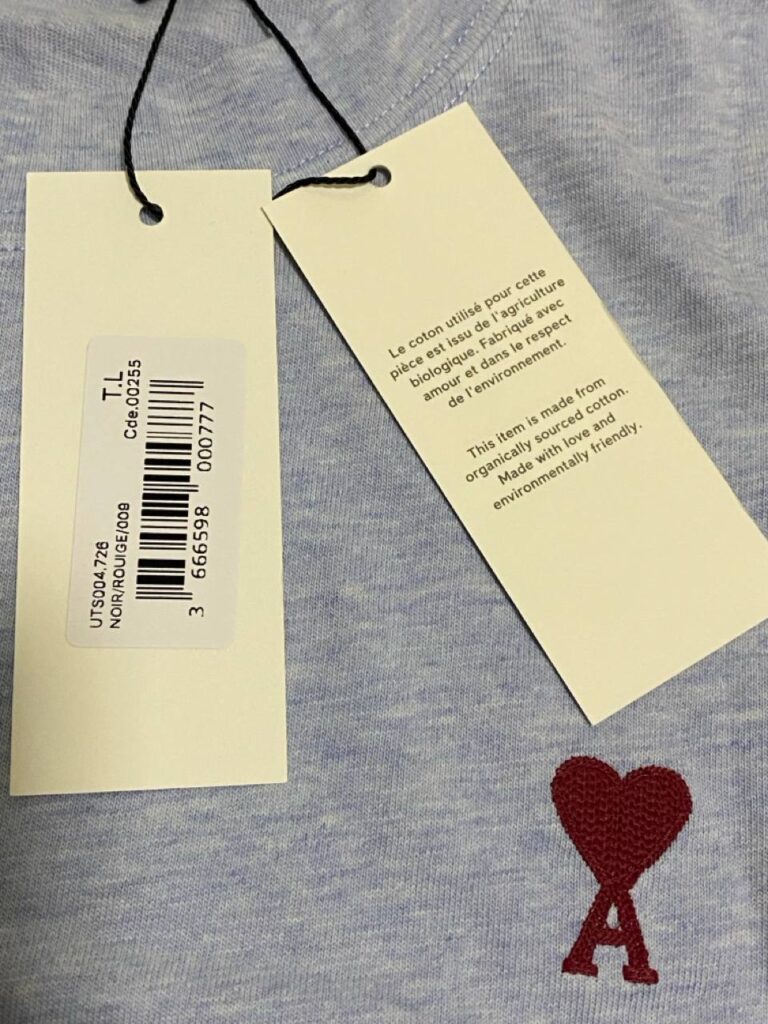 T.L
Cde.00255
UTS004.726
NOIR/ROUIGE/009
3 666598 000777
Le coton utilisé pour cette
pièce est issu de l'agriculture
biologique. Fabriqué avec
amour et dans le respect
de l'environnement.
This item is made from
organically sourced cotton.
Made with love and
environmentally friendly.
A